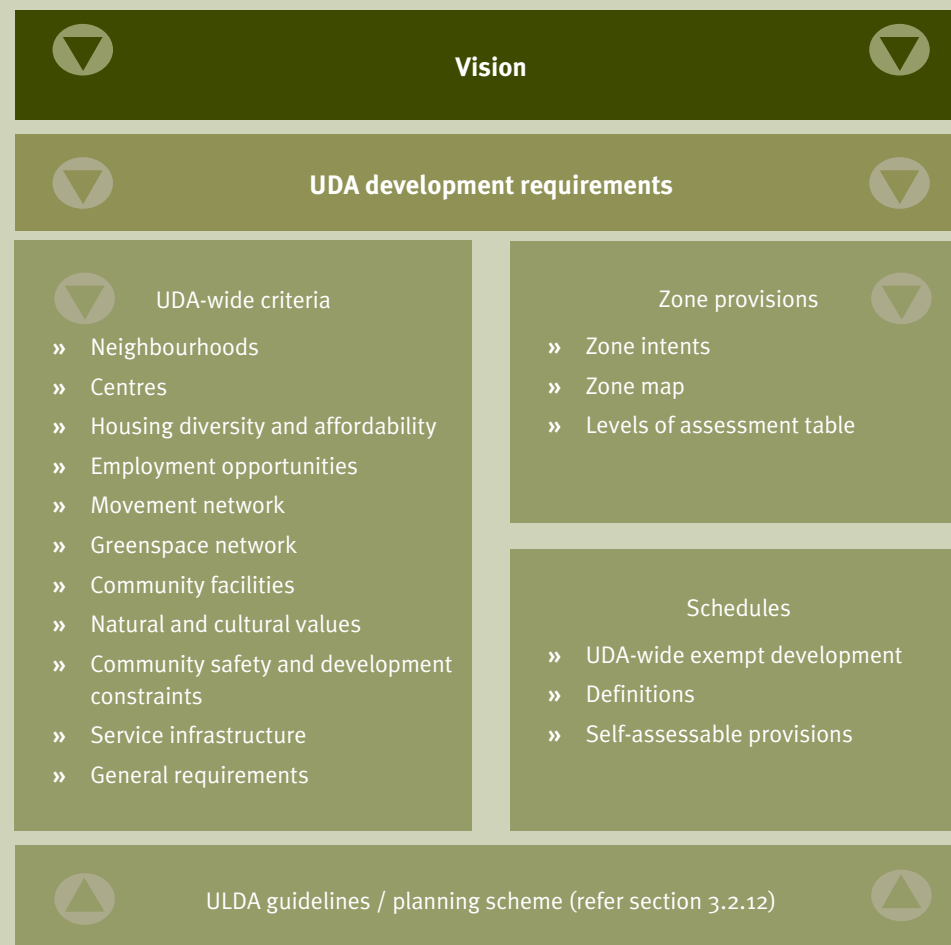 Vision
UDA development requirements
UDA-wide criteria
» Neighbourhoods
» Centres
» Housing diversity and affordability
» Employment opportunities
» Movement network
» Greenspace network
» Community facilities
» Natural and cultural values
» Community safety and development
constraints
» Service infrastructure
» General requirements
Zone provisions
» Zone intents
» Zone map
» Levels of assessment table
Schedules
» UDA-wide exempt development
» Definitions
» Self-assessable provisions
ULDA guidelines / planning scheme (refer section 3.2.12)